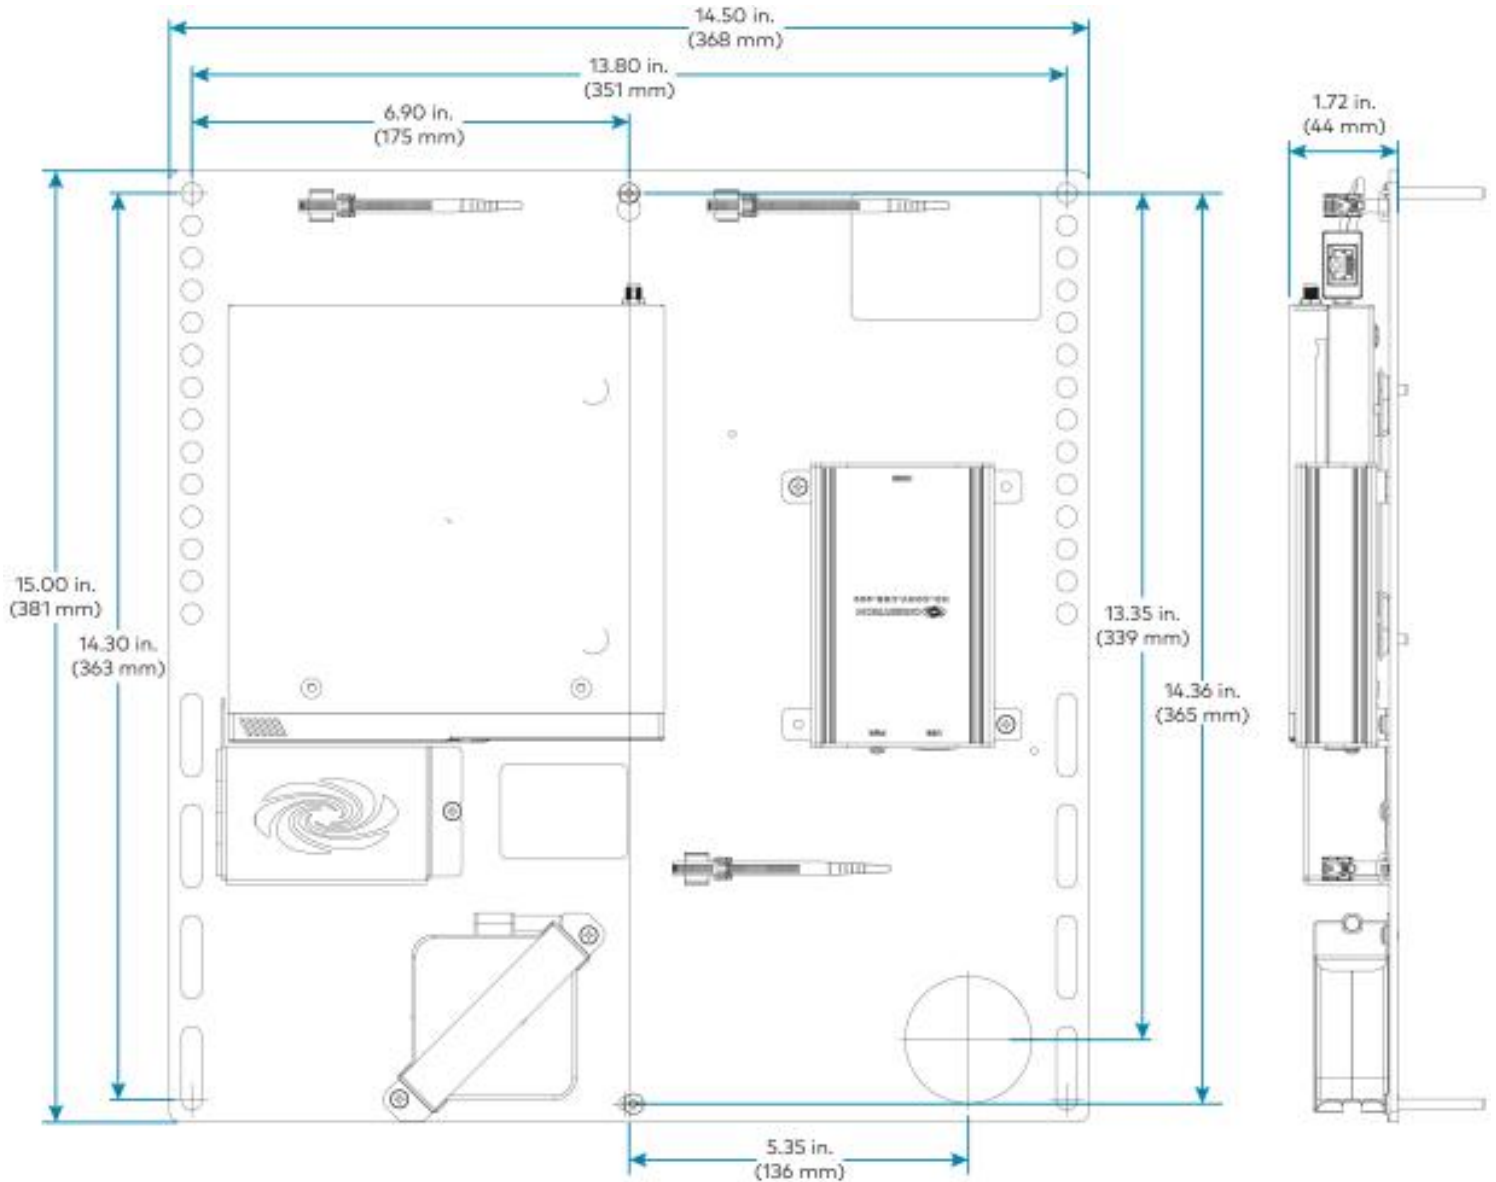 14.50 in.
(368 mm)
13.80 in.
(351 mm)
6.90 in.
(175 mm)
1.72 in.
(44 mm)
15.00 in.
(381 mm)
14.30 in.
(363 mm)
13.35 in.
(339 mm)
14.36 in.
(365 mm)
5.35 in.
(136 mm)